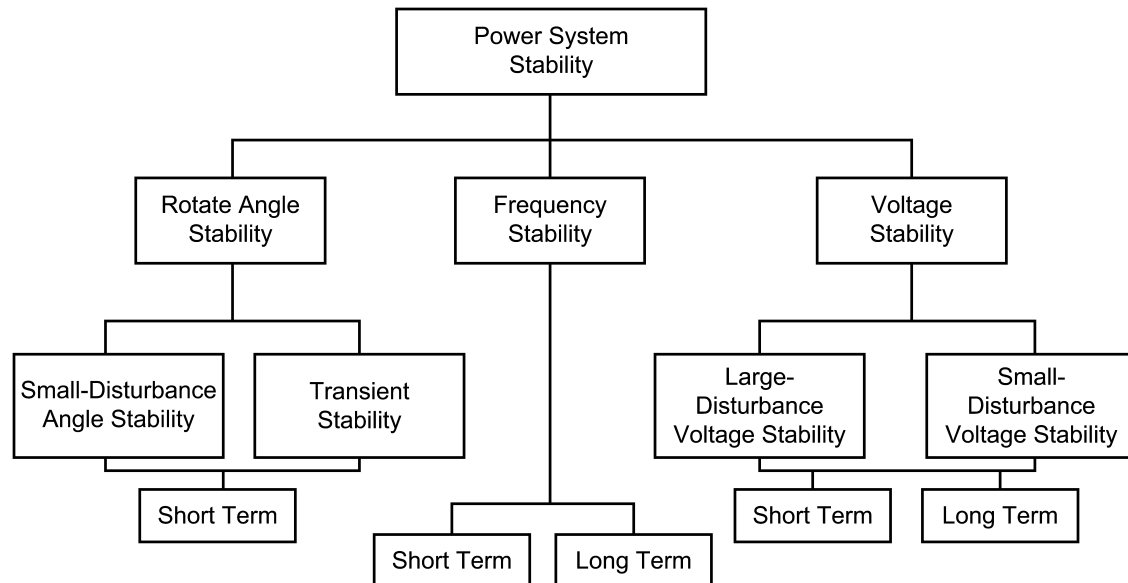 Power System
Stability
Rotate Angle
Stability
Frequency
Stability
Voltage
Stability
Small-Disturbance
Angle Stability
Transient
Stability
Large-
Disturbance
Voltage Stability
Small-
Disturbance
Voltage Stability
Short Term
Short Term
Long Term
Short Term
Long Term